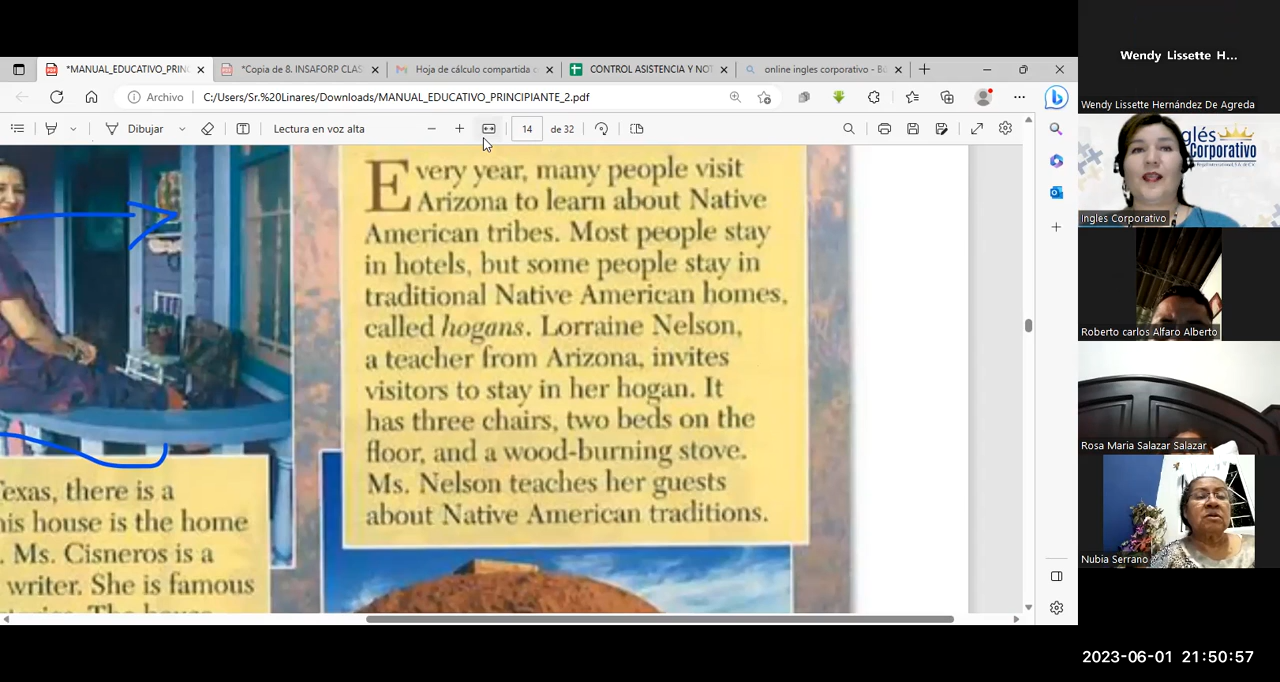 Wendy Lissette H...
*MANUAL_EDUCATIVO_PRIN
*Copia de 8. INSAFORP CLAS
Hoja de cálculo compartida c
CONTROL ASISTENCIA Y NOT
online ingles corporativo - B
Archivo
C:/Users/Sr.%20Linares/Downloads/MANUAL_EDUCATIVO_PRINCIPIANTE_2.pdf
Wendy Lissette Hernández De Agreda
Dibujar
Lectura en voz alta
14
de 32
glés
Corporativo
Ingles Corporativo
Every year, many people visit
Arizona to learn about Native
American tribes. Most people stay
in hotels, but some people stay in
traditional Native American homes,
called hogans. Lorraine Nelson,
a teacher from Arizona, invites
visitors to stay in her hogan. It
has three chairs, two beds on the
floor, and a wood-burning stove.
Ms. Nelson teaches her guests
about Native American traditions.
Texas, there is a
his house is the home
. Ms. Cisneros is a
writer. She is famous
Roberto carlos Alfaro Alberto
Rosa Maria Salazar Salazar
Nubia Serrano
2023-06-01 21:50:57